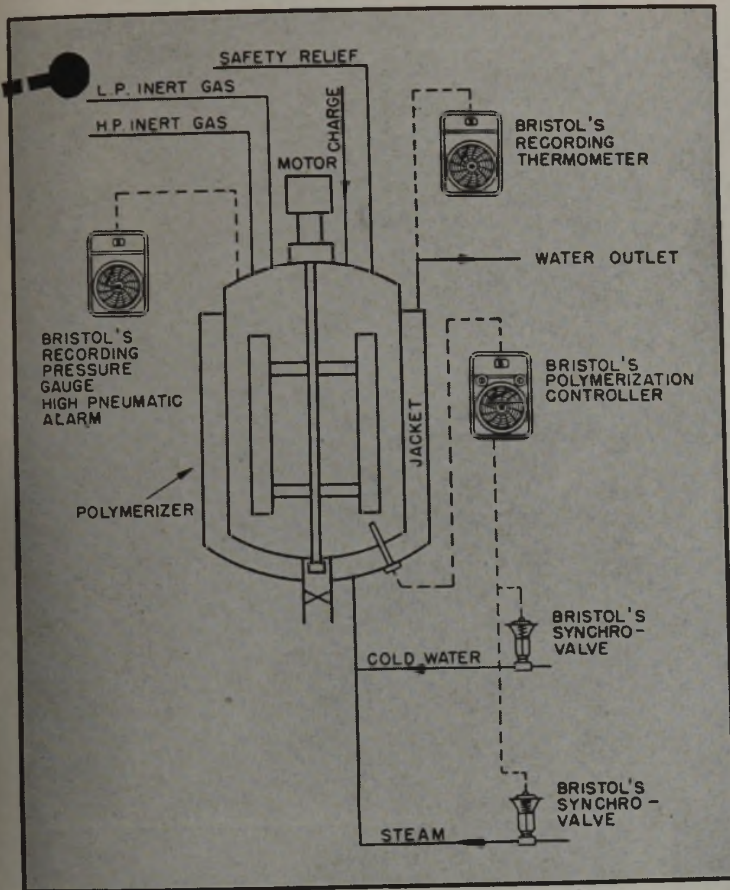 SAFETY RELIEF
L.P. INERT GAS
H.P. INERT GAS
CHARGE
MOTOR
BRISTOL'S
RECORDING
THERMOMETER
WATER OUTLET
BRISTOL'S
RECORDING
PRESSURE
GAUGE
HIGH PNEUMATIC
ALARM
BRISTOL'S
POLYMERIZATION
CONTROLLER
JACKET
POLYMERIZER
BRISTOL'S
SYNCHRO-
VALVE
COLD WATER
BRISTOL'S
SYNCHRO-
VALVE
STEAM